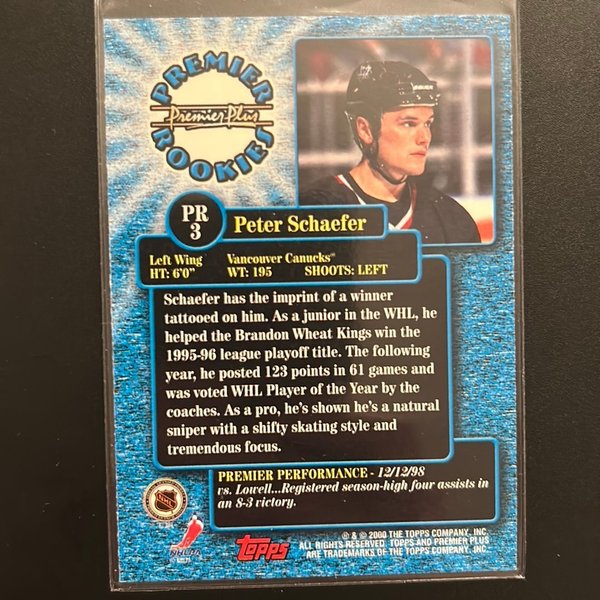 PREMIER
Premier Plus
ROOKIES
BAUER
PR
3
Peter Schaefer
Left Wing Vancouver Canucks®
HT: 6'0" WT: 195 SHOOTS: LEFT
Schaefer has the imprint of a winner
tattooed on him. As a junior in the WHL, he
helped the Brandon Wheat Kings win the
1995-96 league playoff title. The following
year, he posted 123 points in 61 games and
was voted WHL Player of the Year by the
coaches. As a pro, he's shown he's a natural
sniper with a shifty skating style and
tremendous focus.
PREMIER PERFORMANCE - 12/12/98
vs. Lowell...Registered season-high four assists in
an 8-3 victory.
NHL
NHLPA
Topps
® & © 2000 THE TOPPS COMPANY, INC.
ALL RIGHTS RESERVED. TOPPS AND PREMIER PLUS
ARE TRADEMARKS OF THE TOPPS COMPANY, INC.